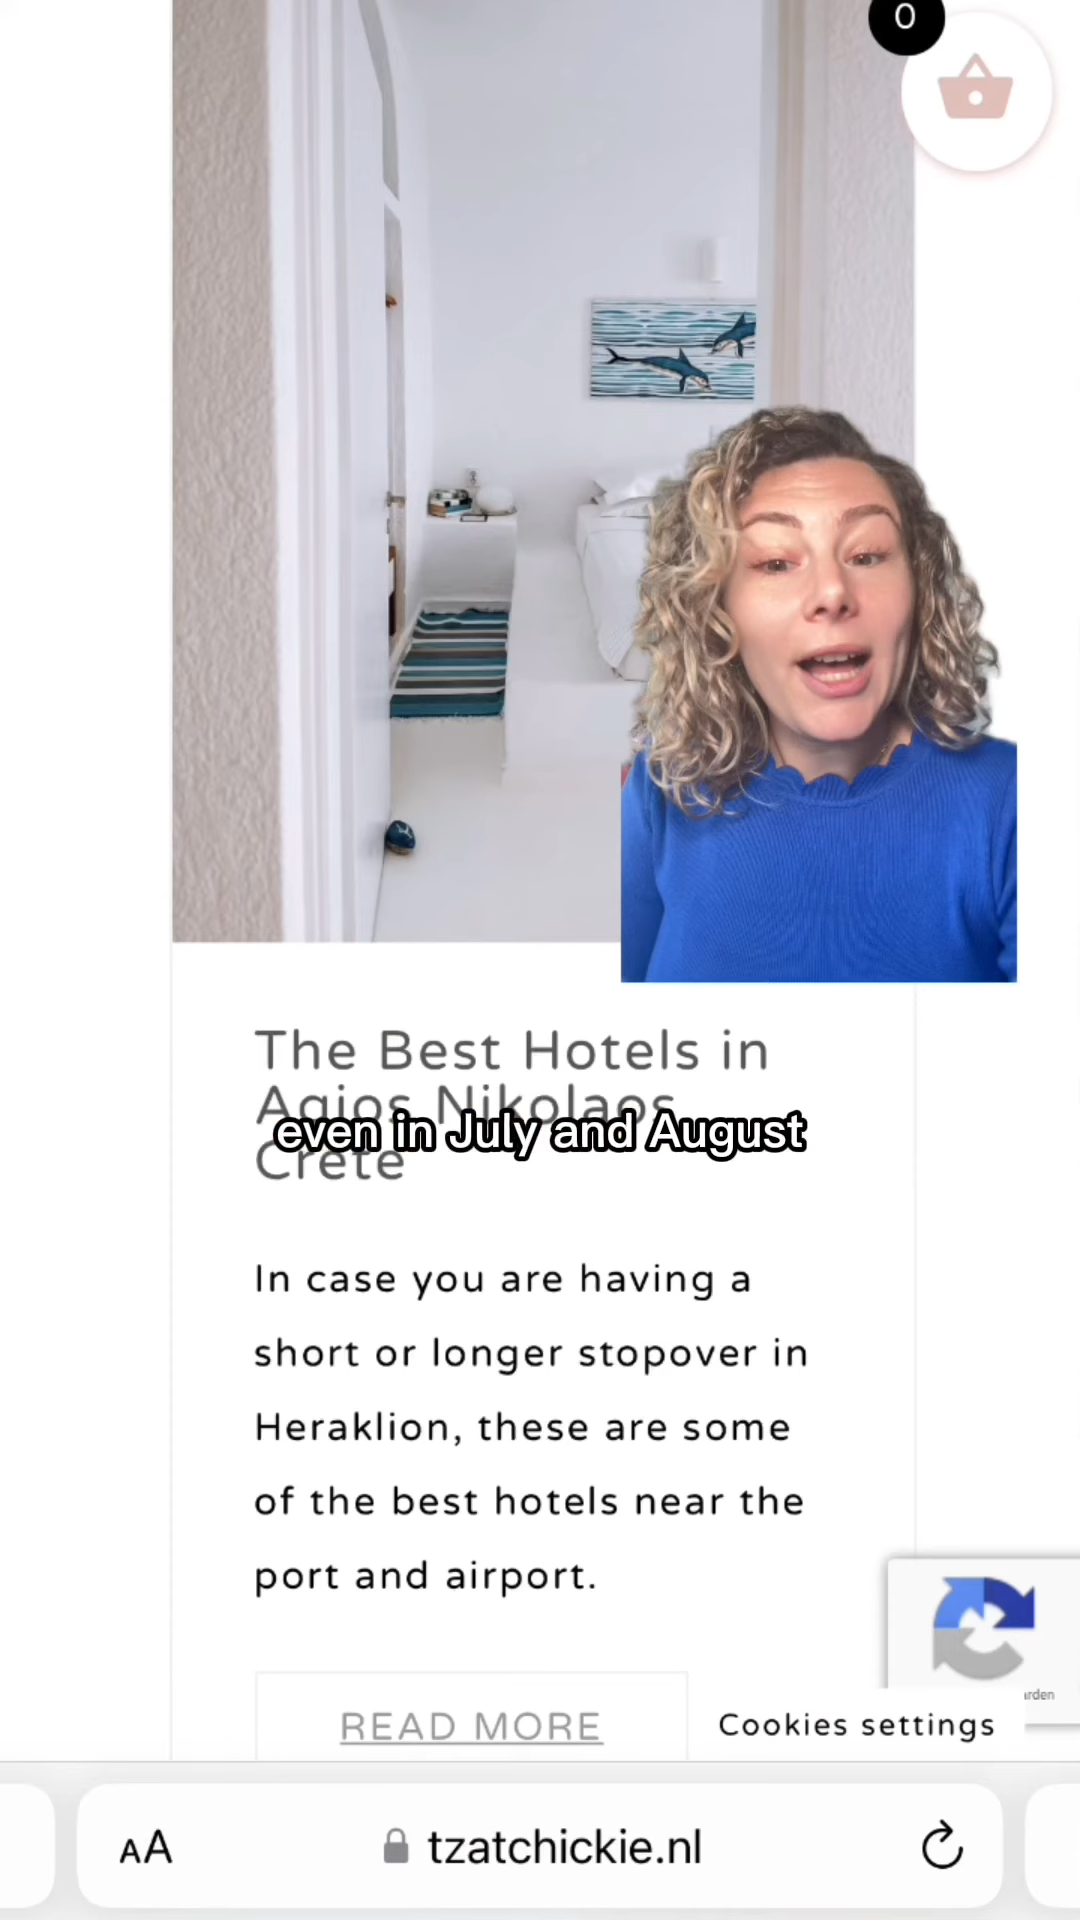 0
The Best Hotels in
Agios Nikolaos
Crete
even in July and August
In case you are having a
short or longer stopover in
Heraklion, these are some
of the best hotels near the
port and airport.
READ MORE
Cookies settings
AA
tzatchickie.nl